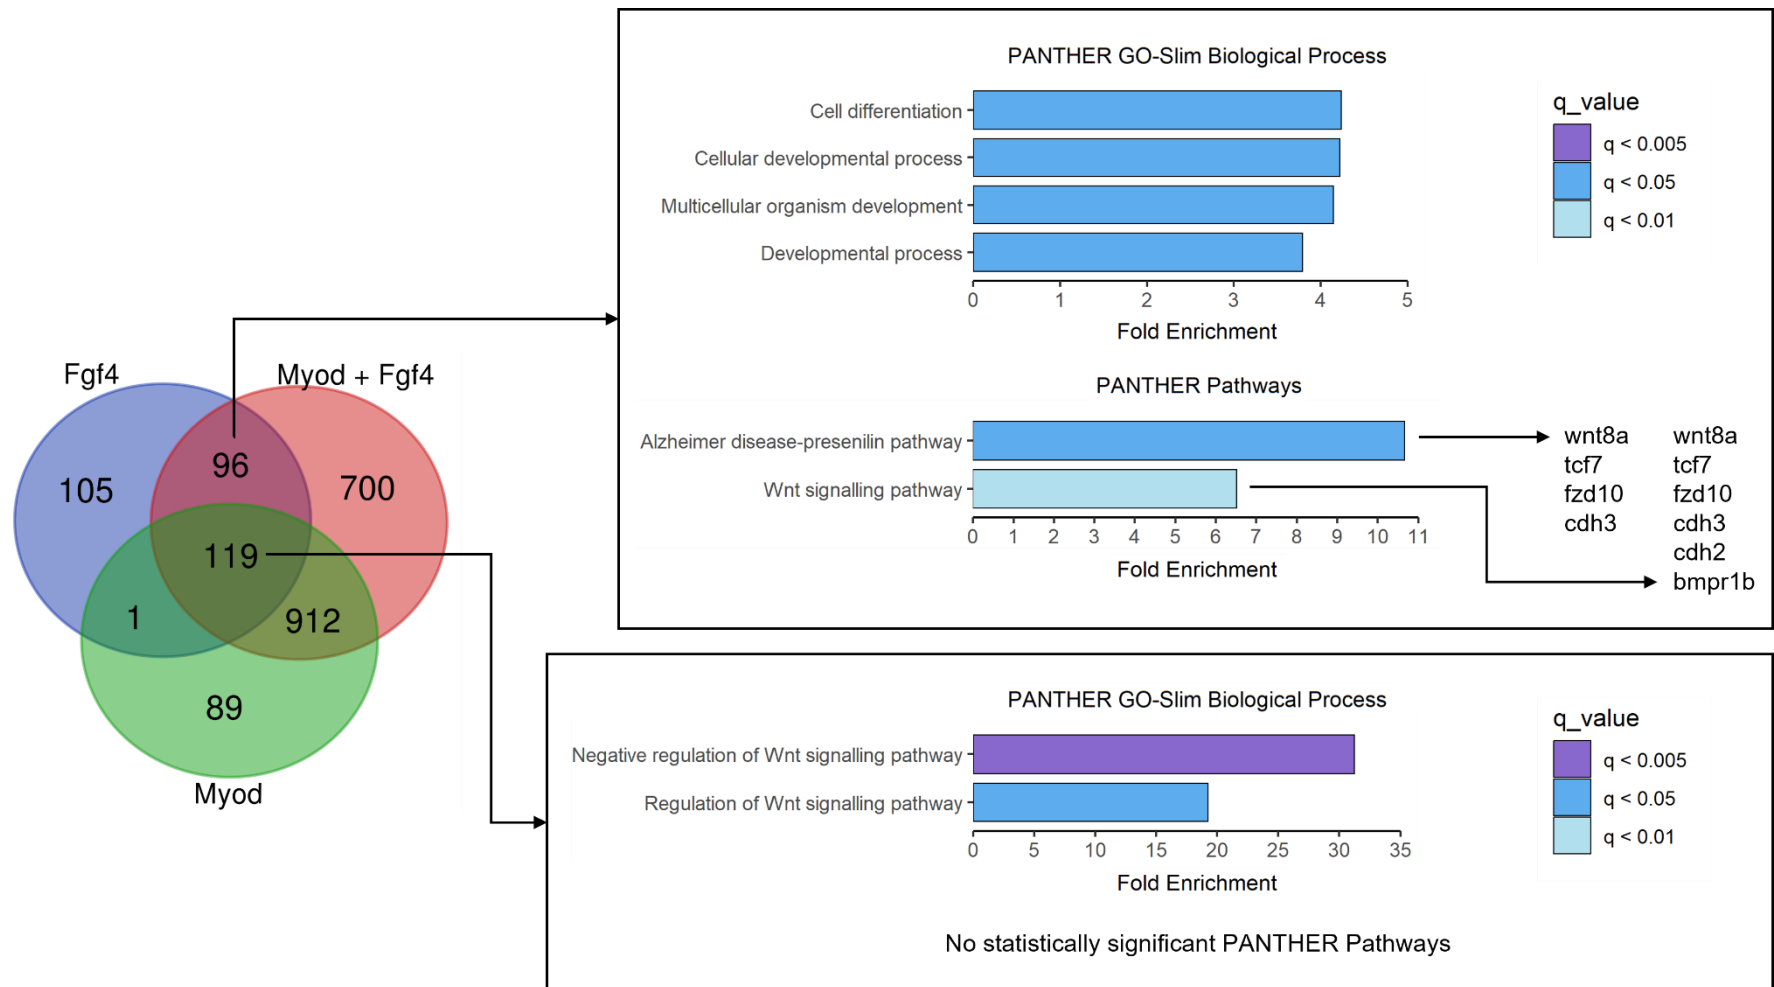 Fgf4
Myod + Fgf4
96
105
700
119
1
912
89
Myod
PANTHER GO-Slim Biological Process
Cell differentiation
Cellular developmental process
Multicellular organism development
Developmental process
0 1 2 3 4 5
Fold Enrichment
q_value
q < 0.005
q < 0.05
q < 0.01
PANTHER Pathways
Alzheimer disease-presenilin pathway
Wnt signalling pathway
0 1 2 3 4 5 6 7 8 9 10 11
Fold Enrichment
wnt8a wnt8a
tcf7 tcf7
fzd10 fzd10
cdh3 cdh3
cdh2
bmpr1b
PANTHER GO-Slim Biological Process
Negative regulation of Wnt signalling pathway
Regulation of Wnt signalling pathway
0 5 10 15 20 25 30 35
Fold Enrichment
q_value
q < 0.005
q < 0.05
q < 0.01
No statistically significant PANTHER Pathways